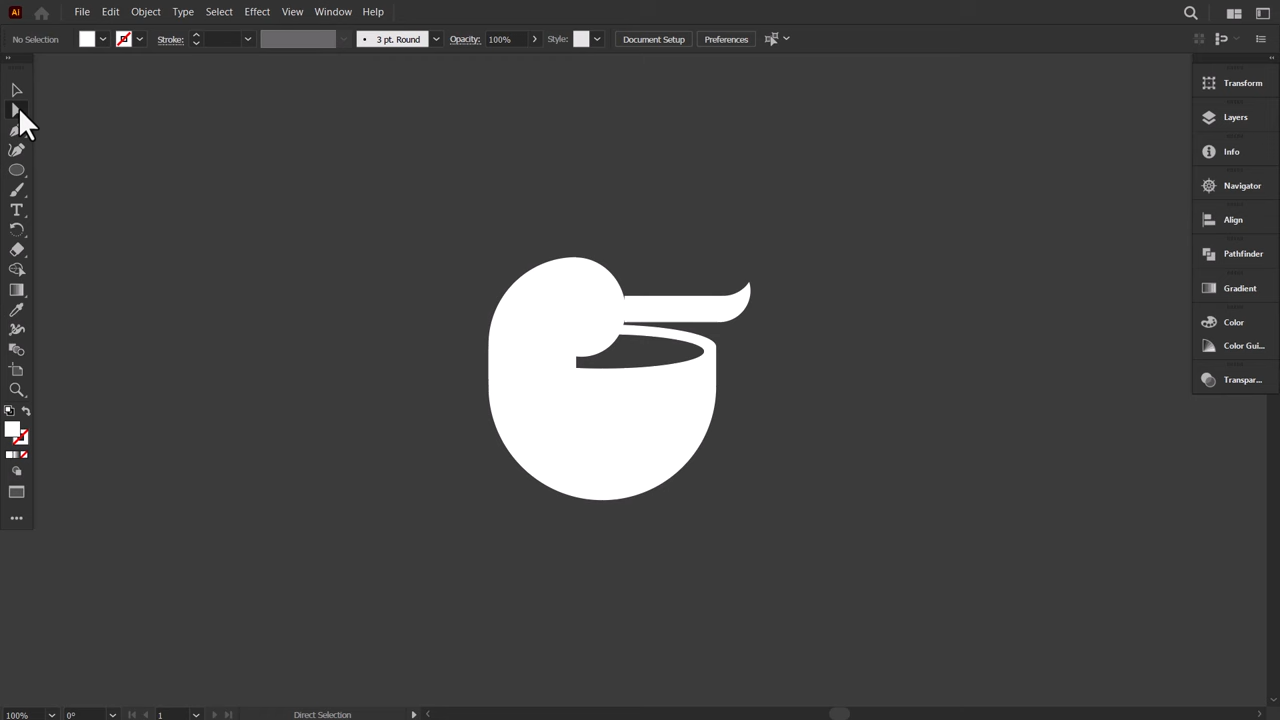 Ai File Edit Object Type Select Effect View Window Help
No Selection Stroke: 3 pt. Round Opacity: 100% Style: Document Setup Preferences
Transform
Layers
Info
Navigator
Align
Pathfinder
Gradient
Color
Color Gui...
Transpar...
100% 0° 1 Direct Selection